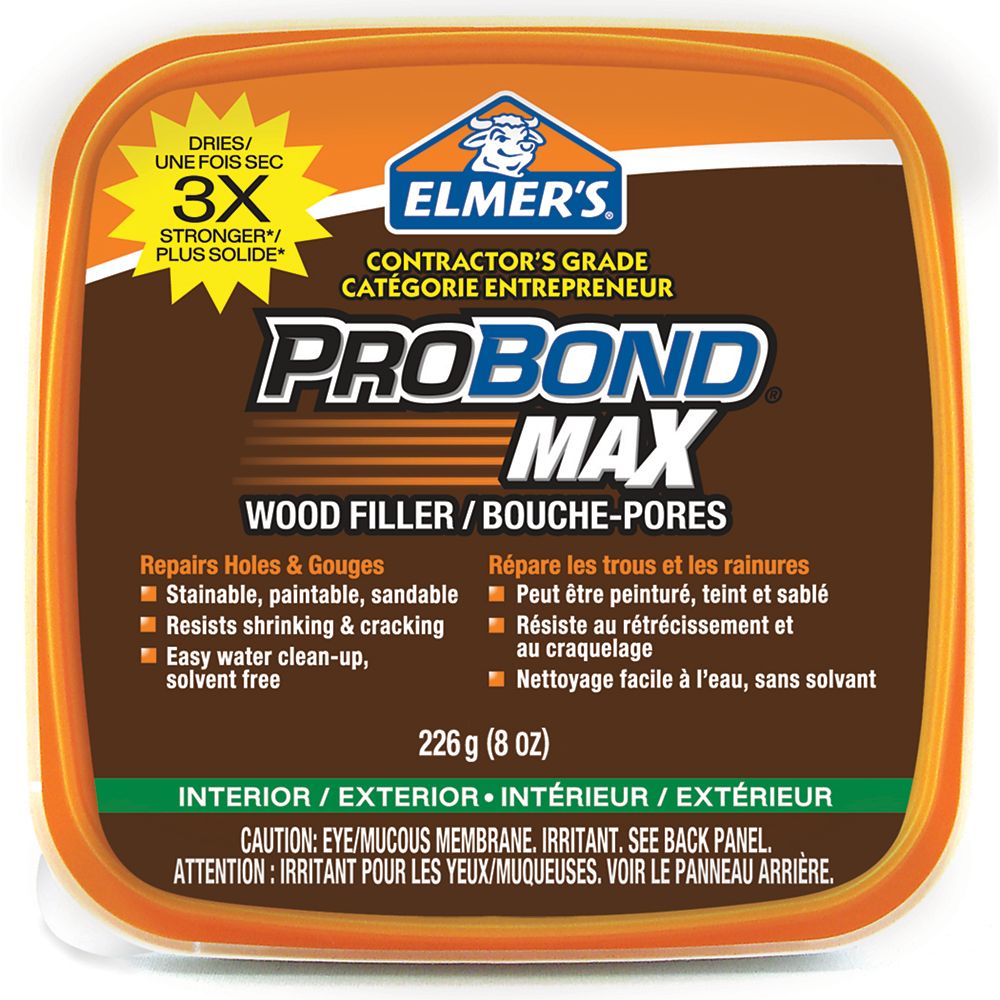 DRIES/
UNE FOIS SEC
3X
STRONGER*/
PLUS SOLIDE*
ELMER'S®
CONTRACTOR'S GRADE
CATÉGORIE ENTREPRENEUR
PROBOND®
MAX
WOOD FILLER / BOUCHE-PORES
Repairs Holes & Gouges
Stainable, paintable, sandable
Resists shrinking & cracking
Easy water clean-up,
solvent free
Répare les trous et les rainures
Peut être peinturé, teint et sablé
Résiste au rétrécissement et
au craquelage
Nettoyage facile à l'eau, sans solvant
226 g (8 OZ)
INTERIOR / EXTERIOR • INTÉRIEUR / EXTÉRIEUR
CAUTION: EYE/MUCOUS MEMBRANE. IRRITANT. SEE BACK PANEL.
ATTENTION : IRRITANT POUR LES YEUX/MUQUEUSES. VOIR LE PANNEAU ARRIÈRE.